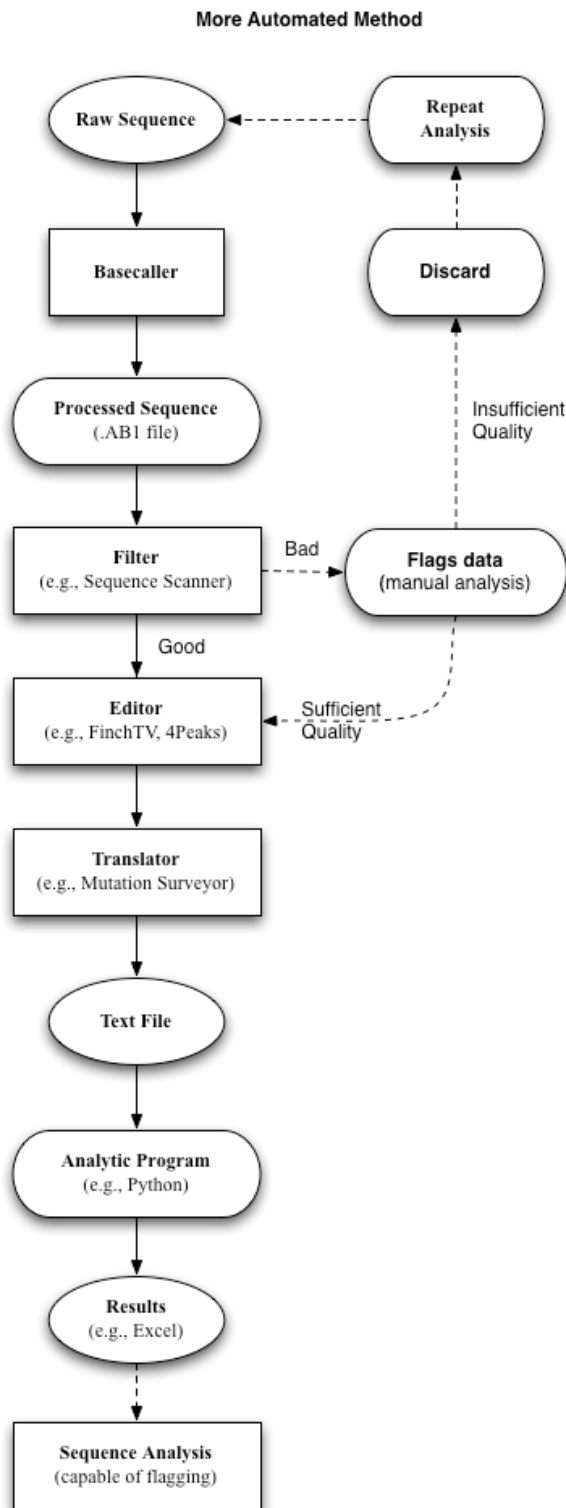 More Automated Method
Raw Sequence
Repeat
Analysis
Basecaller
Discard
Processed Sequence
(.AB1 file)
Insufficient
Quality
Filter
(e.g., Sequence Scanner)
Bad
Flags data
(manual analysis)
Good
Editor
(e.g., FinchTV, 4Peaks)
Sufficient
Quality
Translator
(e.g., Mutation Surveyor)
Text File
Analytic Program
(e.g., Python)
Results
(e.g., Excel)
Sequence Analysis
(capable of flagging)